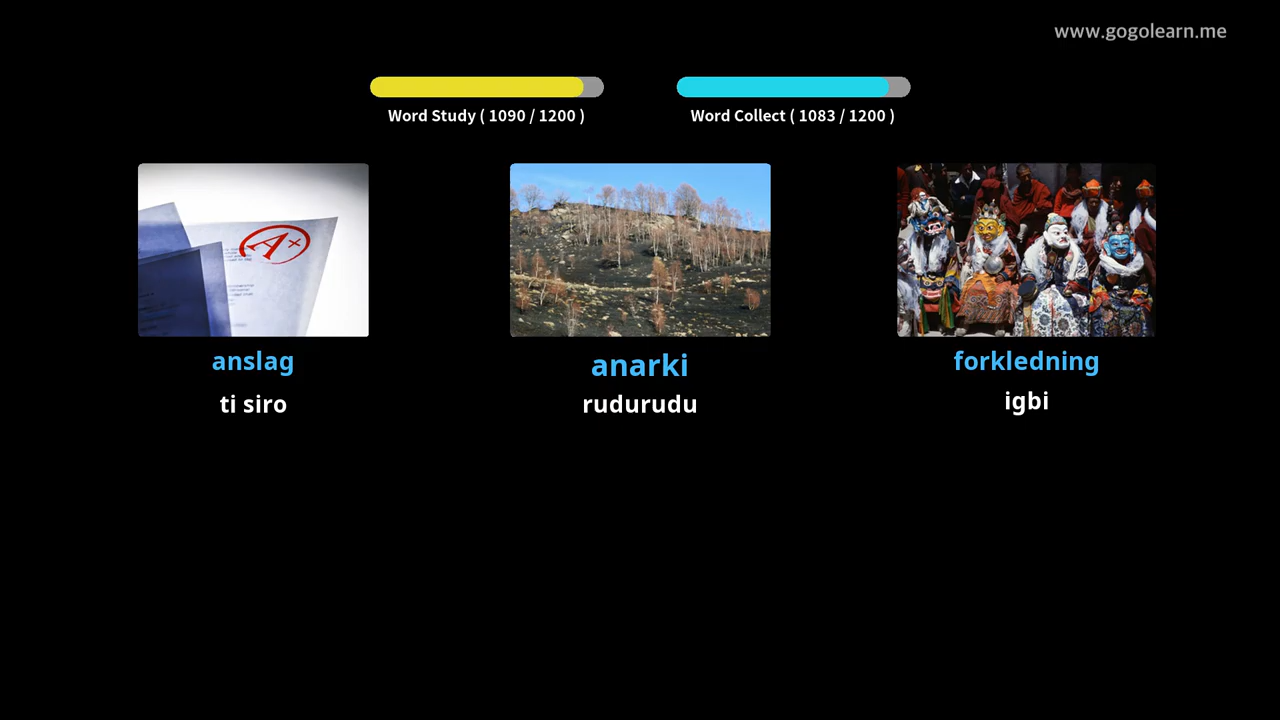 www.gogolearn.me
Word Study ( 1090 / 1200 )
Word Collect ( 1083 / 1200 )
A+
anslag
anarki
forkledning
ti siro
rudurudu
igbi